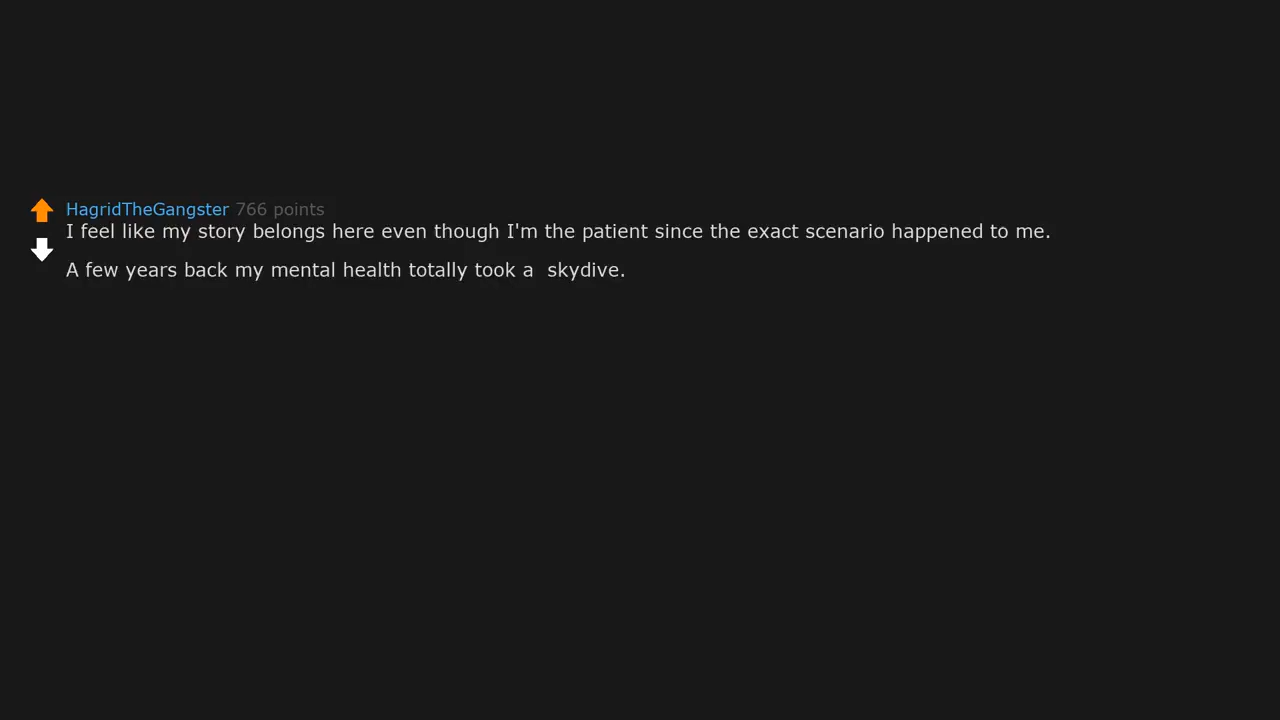 HagridTheGangster 766 points
I feel like my story belongs here even though I'm the patient since the exact scenario happened to me.
A few years back my mental health totally took a  skydive.